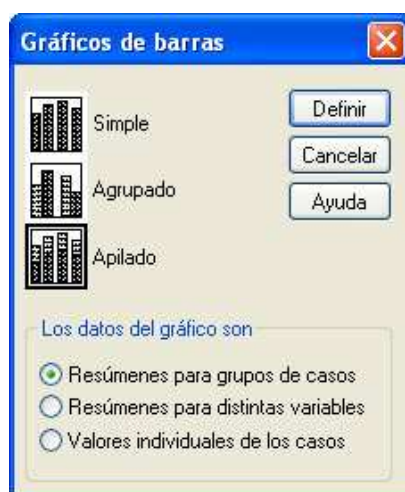 Gráficos de barras
Simple
Agrupado
Apilado
Definir
Cancelar
Ayuda
Los datos del gráfico son
Resúmenes para grupos de casos
Resúmenes para distintas variables
Valores individuales de los casos